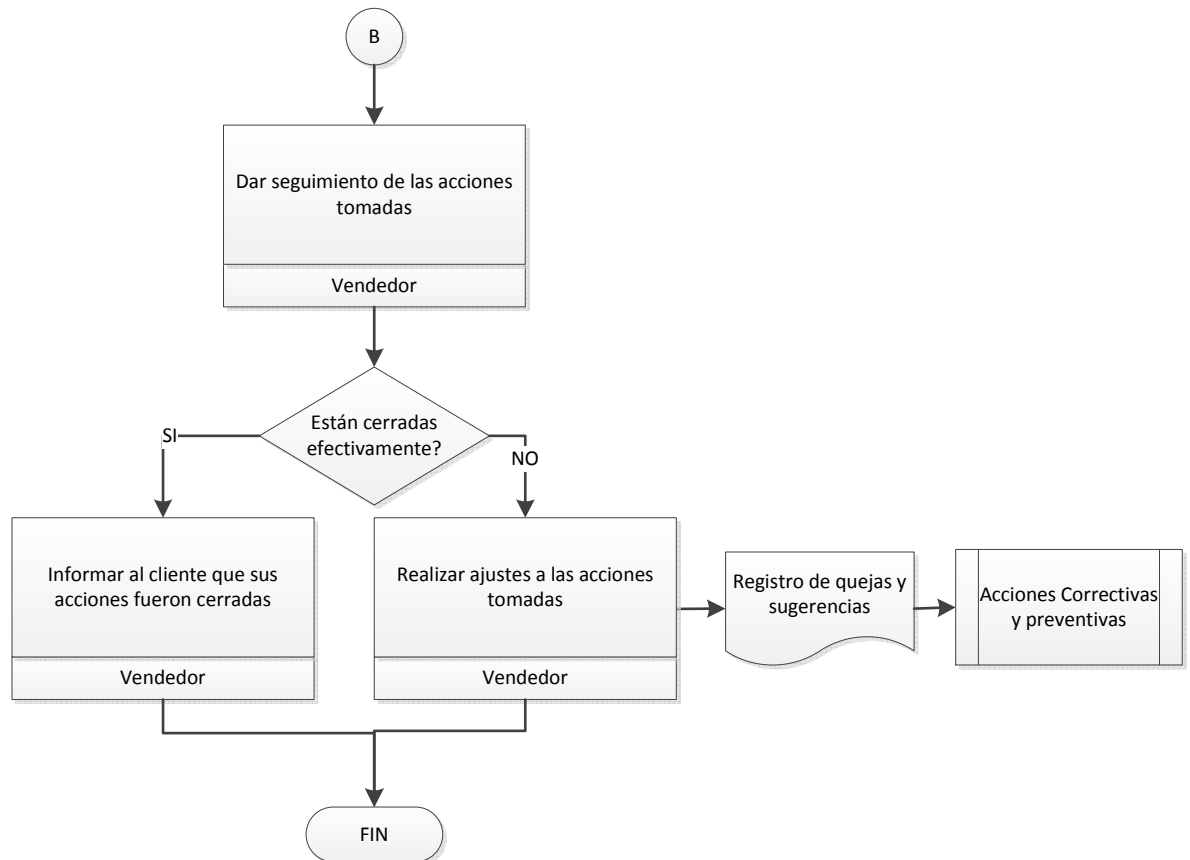 B
Dar seguimiento de las acciones
tomadas
Vendedor
Están cerradas
efectivamente?
SI
NO
Informar al cliente que sus
acciones fueron cerradas
Vendedor
Realizar ajustes a las acciones
tomadas
Vendedor
Registro de quejas y
sugerencias
Acciones Correctivas
y preventivas
FIN